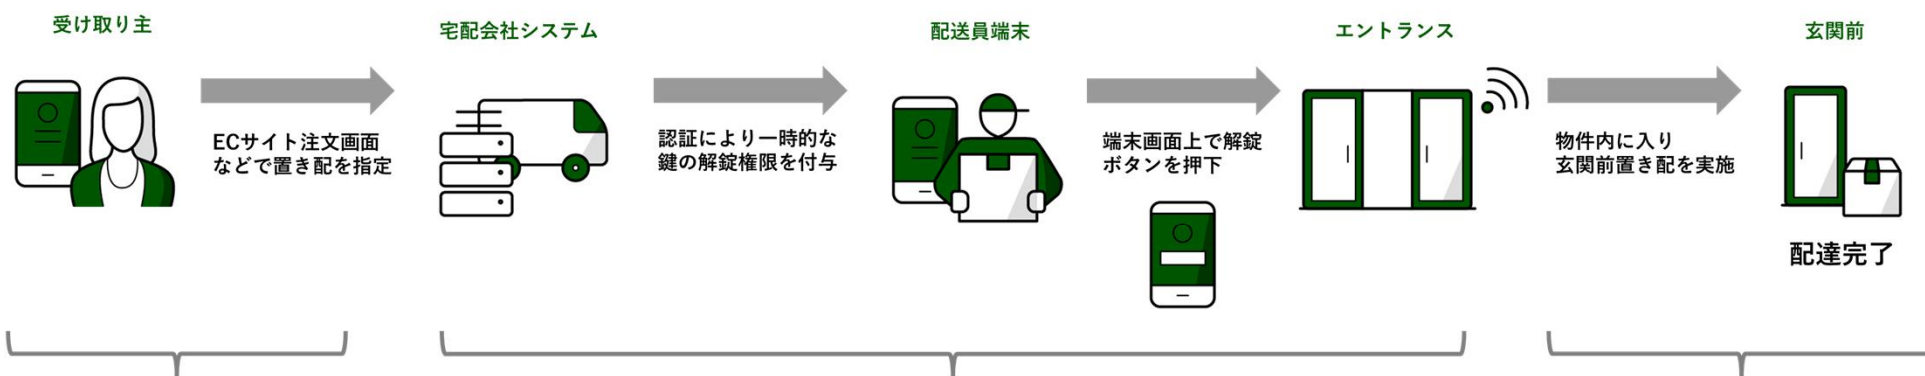 受け取り主
宅配会社システム
配送員端末
エントランス
玄関前
ECサイト注文画面
などで置き配を指定
認証により一時的な
鍵の解錠権限を付与
端末画面上で解錠
ボタンを押下
物件内に入り
玄関前置き配を実施
配達完了